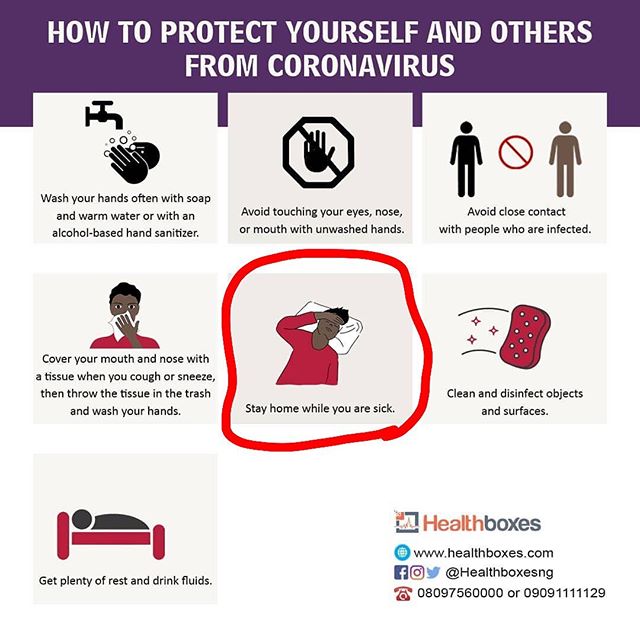 HOW TO PROTECT YOURSELF AND OTHERS
FROM CORONAVIRUS
Wash your hands often with soap
and warm water or with an
alcohol-based hand sanitizer.
Avoid touching your eyes, nose,
or mouth with unwashed hands.
Avoid close contact
with people who are infected.
Cover your mouth and nose with
a tissue when you cough or sneeze,
then throw the tissue in the trash
and wash your hands.
Stay home while you are sick.
Clean and disinfect objects
and surfaces.
Get plenty of rest and drink fluids.
Healthboxes
www.healthboxes.com
@Healthboxesng
08097560000 or 09091111129